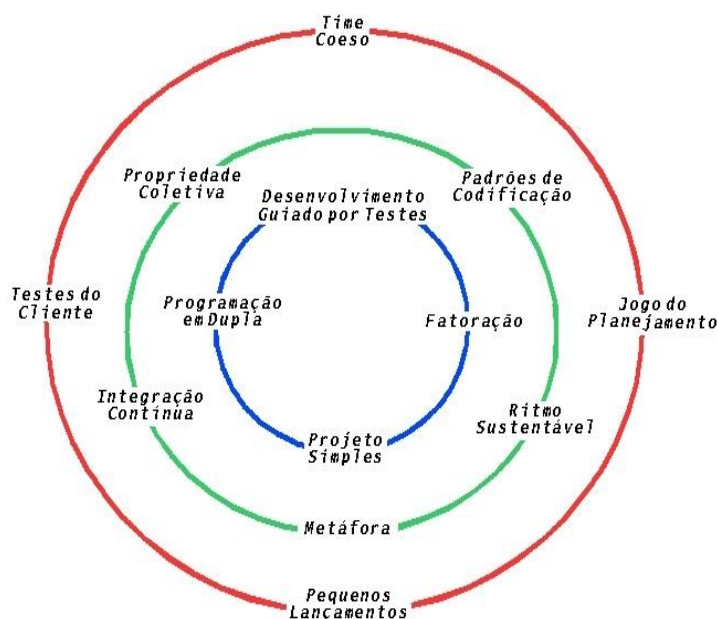 Time
Coeso
Propriedade
Coletiva
Padrões de
Codificação
Desenvolvimento
Guiado por Testes
Testes do
Cliente
Programação
em Dupla
Fatoração
Jogo do
Planejamento
Integração
Contínua
Ritmo
Sustentável
Projeto
Simples
Metáfora
Pequenos
Lançamentos